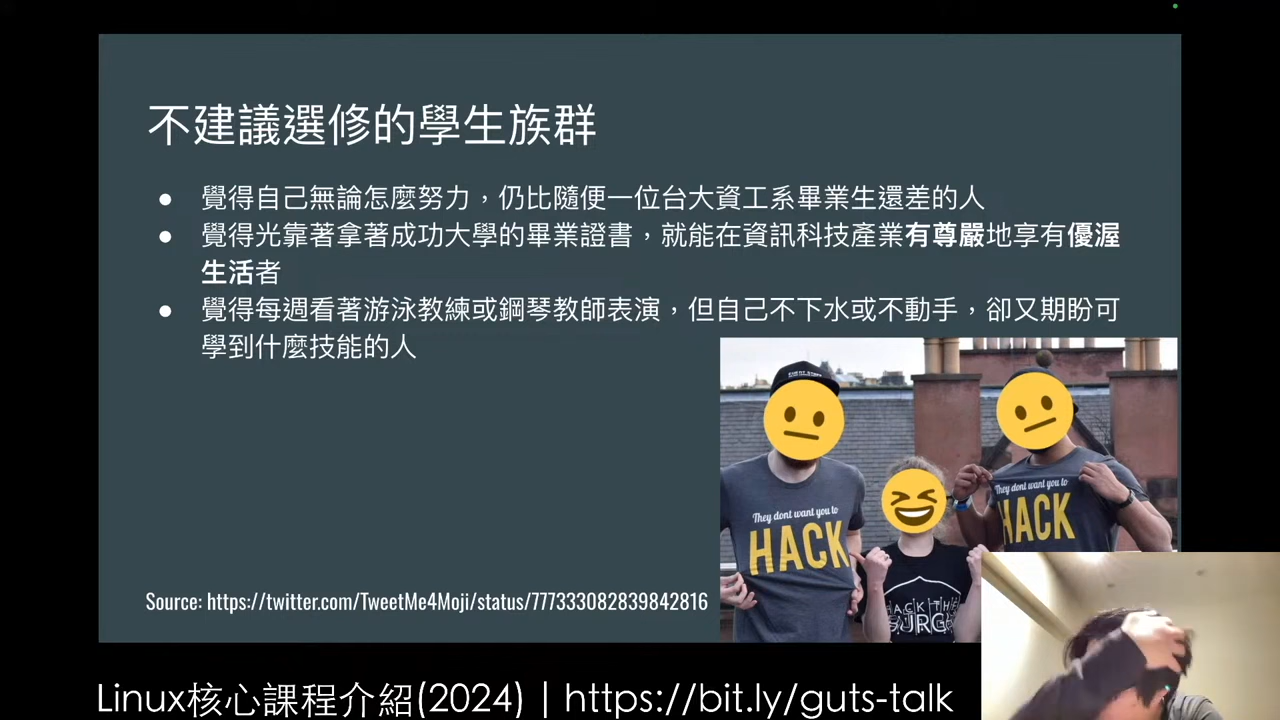 不建議選修的學生族群
● 覺得自己無論怎麼努力，仍比隨便一位台大資工系畢業生還差的人
● 覺得光靠著拿著成功大學的畢業證書，就能在資訊科技產業有尊嚴地享有優渥
生活者
● 覺得每週看著游泳教練或鋼琴教師表演，但自己不下水或不動手，卻又期盼可
學到什麼技能的人
They dont want you to
HACK
They dont want you to
HACK
HACK THE
Source: https://twitter.com/TweetMe4Moji/status/777333082839842816
Linux核心課程介紹(2024) | https://bit.ly/guts-talk